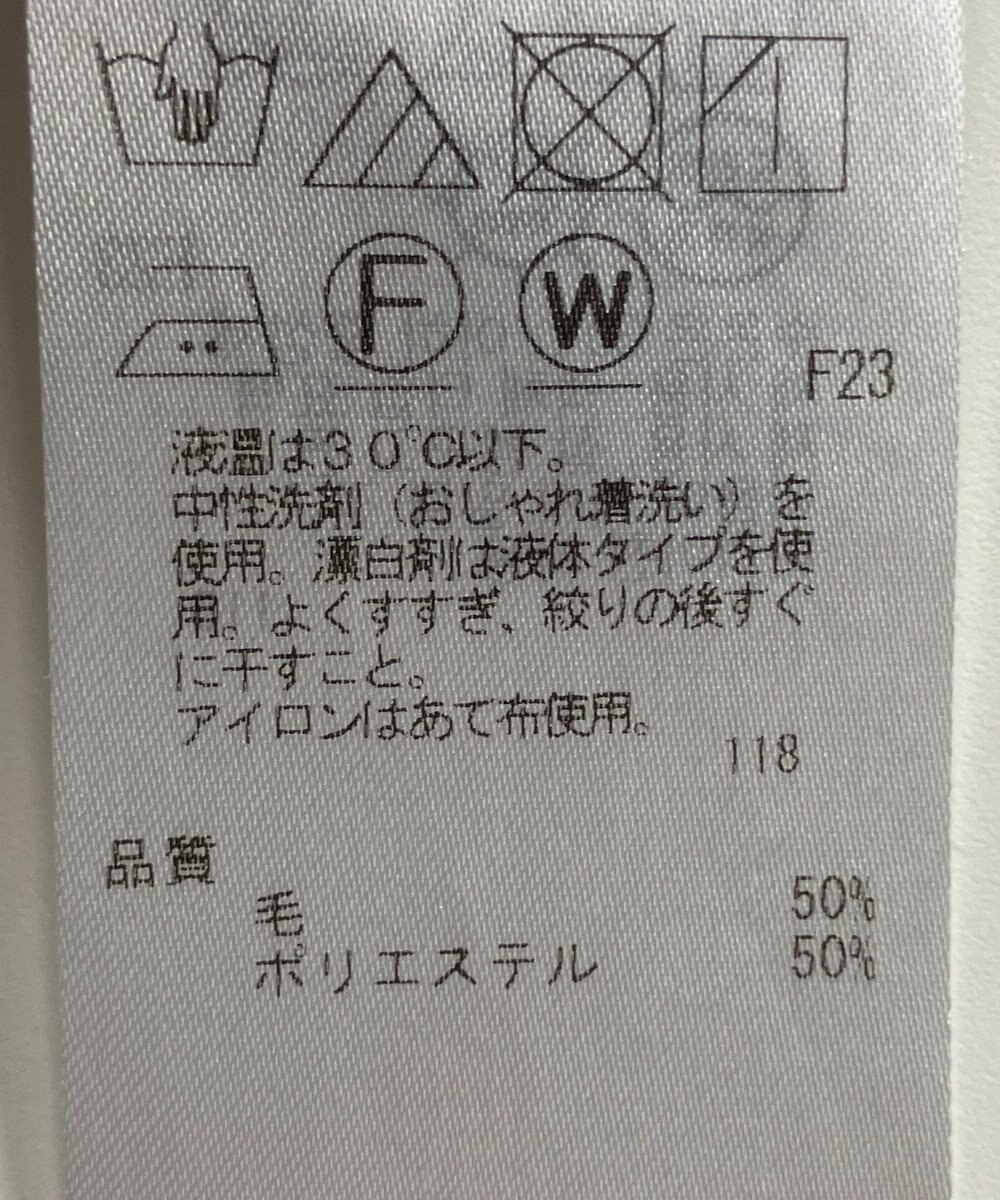 F
W
F23
液温は30℃以下。
中性洗剤(おしゃれ着洗い)を
使用。漂白剤は液体タイプを使
用。よくすすぎ、絞りの後すぐ
に干すこと。
アイロンはあて布使用。
118
品質
毛 50%
ポリエステル 50%